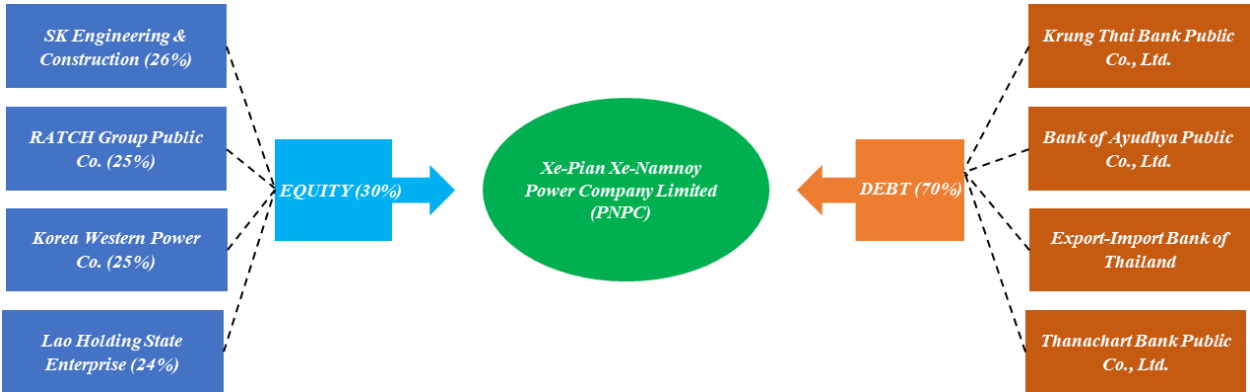 SK Engineering &
Construction (26%)
RATCH Group Public
Co. (25%)
Korea Western Power
Co. (25%)
Lao Holding State
Enterprise (24%)
EQUITY (30%)
Xe-Pian Xe-Namnoy
Power Company Limited
(PNPC)
DEBT (70%)
Krung Thai Bank Public
Co., Ltd.
Bank of Ayudhya Public
Co., Ltd.
Export-Import Bank of
Thailand
Thanachart Bank Public
Co., Ltd.